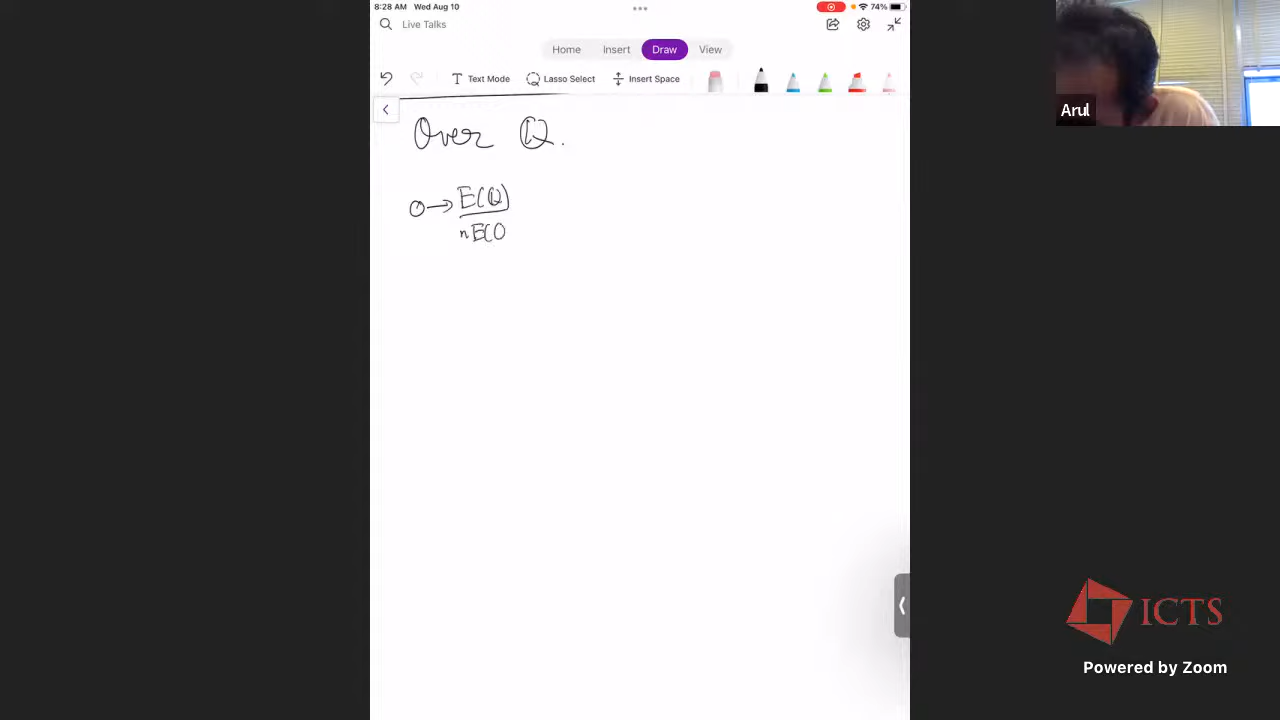 8:28 AM Wed Aug 10
74%
Live Talks
Home Insert Draw View
Text Mode Lasso Select Insert Space
Over ℚ.
0 → E(ℚ)
nE(
Arul
ICTS
Powered by Zoom